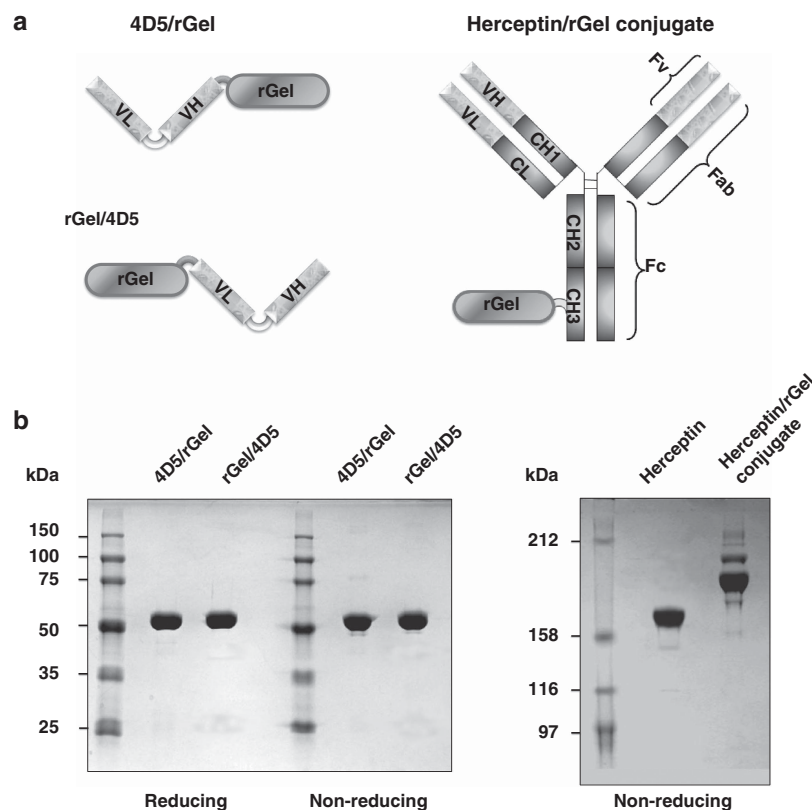 a
4D5/rGel
Herceptin/rGel conjugate
VL
VH
rGel
rGel/4D5
rGel
VL
VH
VH
VL
CH1
CL
Fv
Fab
CH2
CH3
Fc
rGel
b
kDa
4D5/rGel
rGel/4D5
4D5/rGel
rGel/4D5
150
100
75
50
35
25
Reducing
Non-reducing
kDa
Herceptin
Herceptin/rGel
conjugate
212
158
116
97
Non-reducing